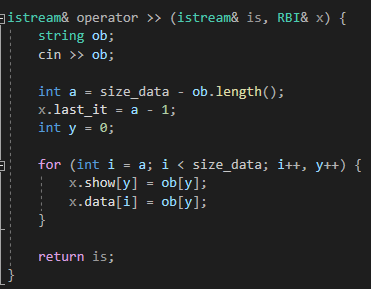 istream& operator >> (istream& is, RBI& x) {
    string ob;
    cin >> ob;

    int a = size_data - ob.length();
    x.last_it = a - 1;
    int y = 0;

    for (int i = a; i < size_data; i++, y++) {
        x.show[y] = ob[y];
        x.data[i] = ob[y];
    }

    return is;
}